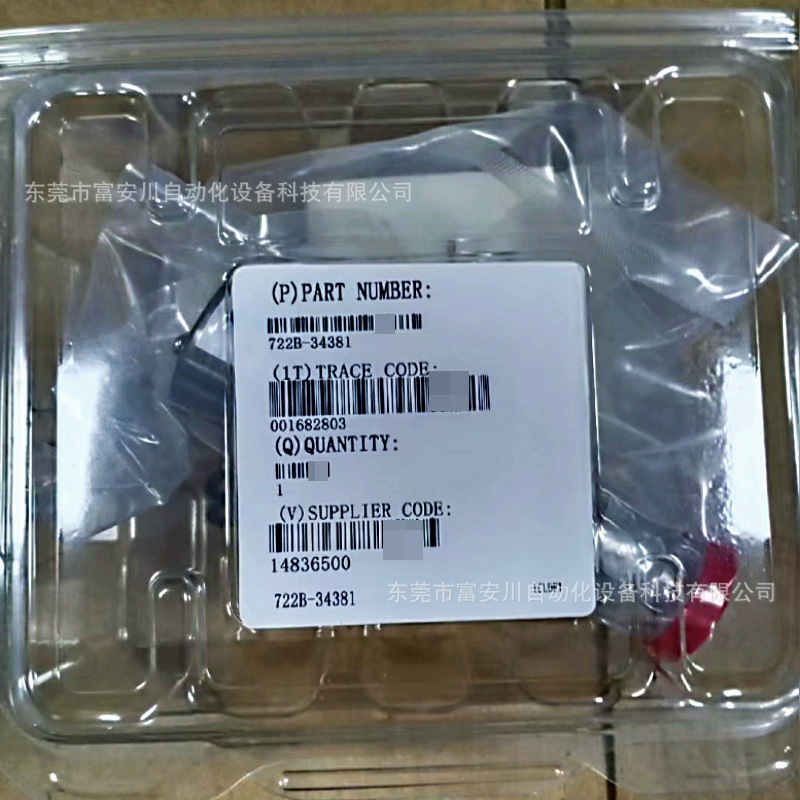 东莞市富安川自动化设备科技有限公司
(P)PART NUMBER:
722B-34381
(1T)TRACE CODE:
001682803
(Q)QUANTITY:
1
(V)SUPPLIER CODE:
14836500
东莞市富安川自动化设备科技有限公司
722B-34381